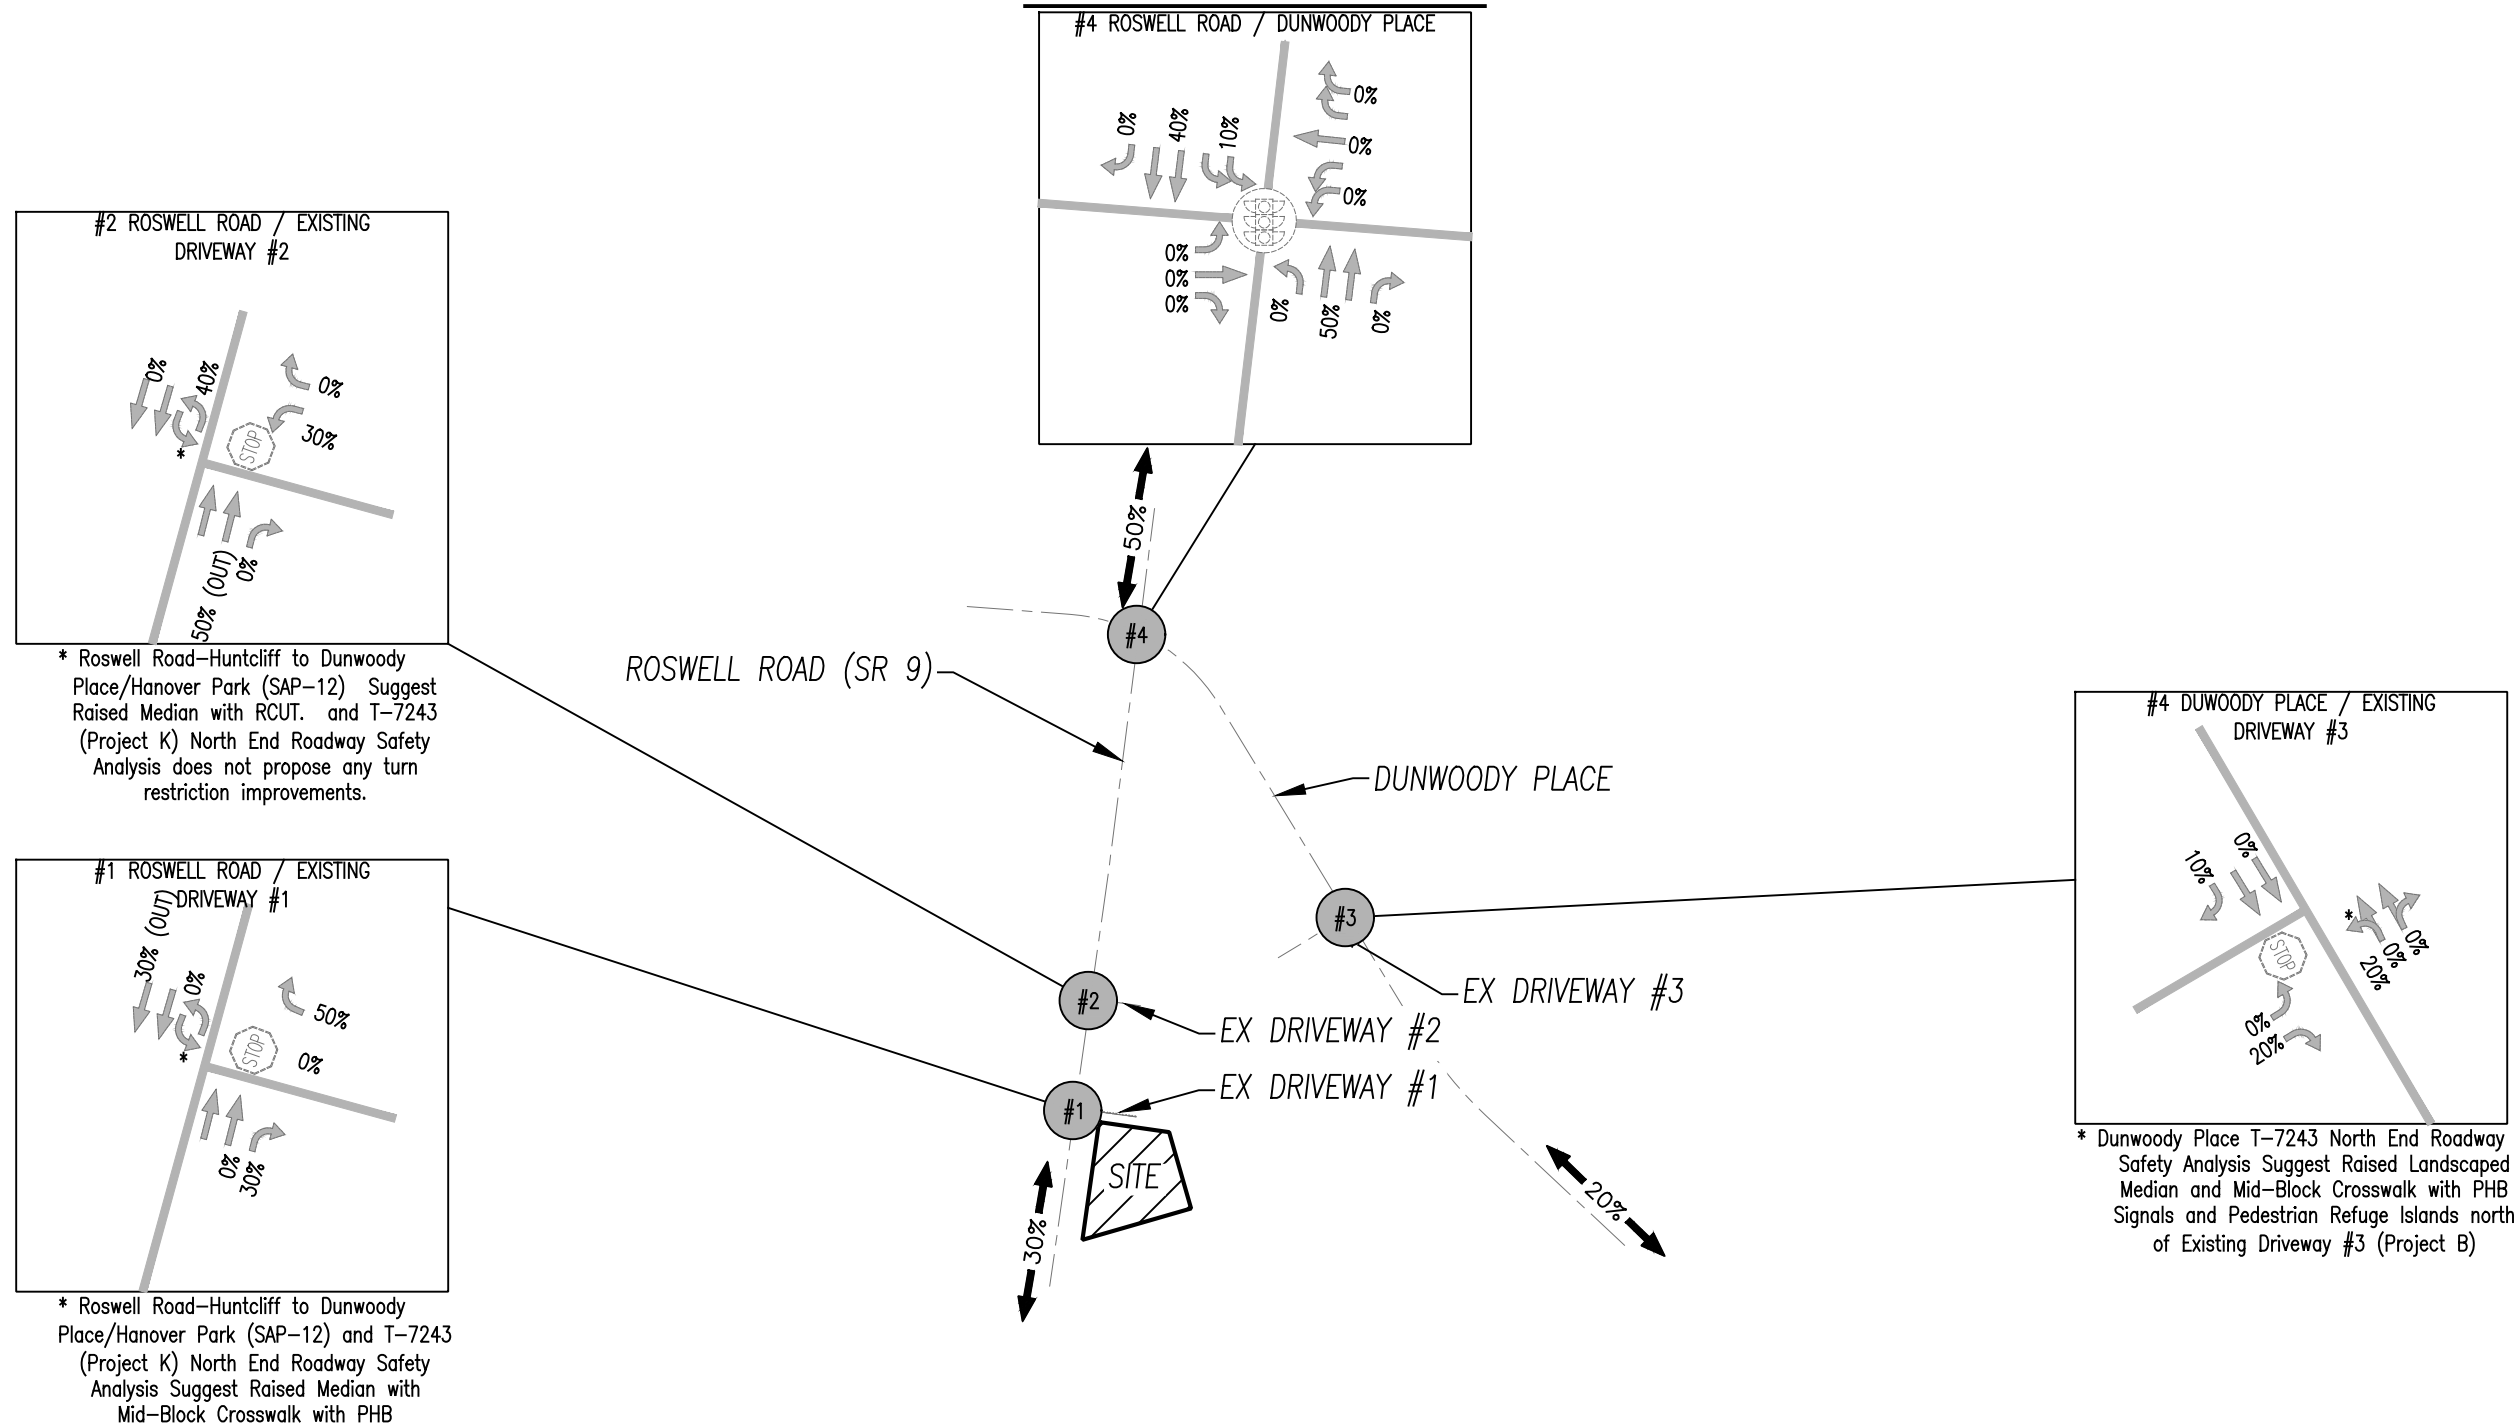 #4 ROSWELL ROAD / DUNWOODY PLACE
0%
40%
10%
0%
0%
0%
0%
0%
0%
0%
50%
0%
#2 ROSWELL ROAD / EXISTING
DRIVEWAY #2
0%
40%
0%
30%
STOP
*
50% (OUT)
0%
* Roswell Road-Huntcliff to Dunwoody
Place/Hanover Park (SAP-12) Suggest
Raised Median with RCUT. and T-7243
(Project K) North End Roadway Safety
Analysis does not propose any turn
restriction improvements.
#1 ROSWELL ROAD / EXISTING
DRIVEWAY #1
30% (OUT)
0%
50%
0%
STOP
*
0%
30%
* Roswell Road-Huntcliff to Dunwoody
Place/Hanover Park (SAP-12) and T-7243
(Project K) North End Roadway Safety
Analysis Suggest Raised Median with
Mid-Block Crosswalk with PHB
50%
#4
ROSWELL ROAD (SR 9)
DUNWOODY PLACE
#3
EX DRIVEWAY #3
#2
EX DRIVEWAY #2
EX DRIVEWAY #1
#1
SITE
30%
20%
#4 DUWOODY PLACE / EXISTING
DRIVEWAY #3
10%
0%
*
0%
0%
20%
STOP
0%
20%
* Dunwoody Place T-7243 North End Roadway
Safety Analysis Suggest Raised Landscaped
Median and Mid-Block Crosswalk with PHB
Signals and Pedestrian Refuge Islands north
of Existing Driveway #3 (Project B)